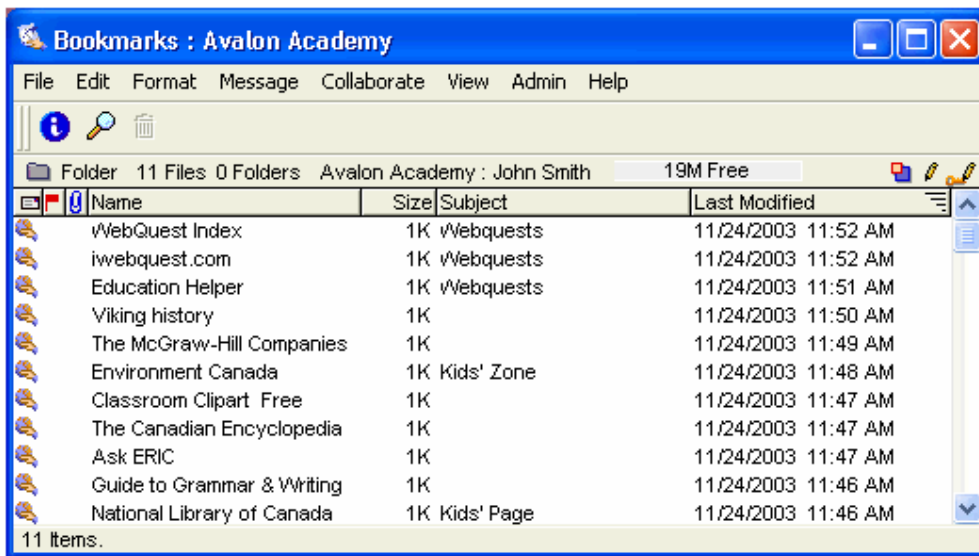 Bookmarks : Avalon Academy
File Edit Format Message Collaborate View Admin Help
Folder 11 Files 0 Folders Avalon Academy : John Smith 19M Free
Name Size Subject Last Modified
WebQuest Index 1K Webquests 11/24/2003 11:52 AM
iwebquest.com 1K Webquests 11/24/2003 11:52 AM
Education Helper 1K Webquests 11/24/2003 11:51 AM
Viking history 1K 11/24/2003 11:50 AM
The McGraw-Hill Companies 1K 11/24/2003 11:49 AM
Environment Canada 1K Kids' Zone 11/24/2003 11:48 AM
Classroom Clipart Free 1K 11/24/2003 11:47 AM
The Canadian Encyclopedia 1K 11/24/2003 11:47 AM
Ask ERIC 1K 11/24/2003 11:47 AM
Guide to Grammar & Writing 1K 11/24/2003 11:46 AM
National Library of Canada 1K Kids' Page 11/24/2003 11:46 AM
11 Items.